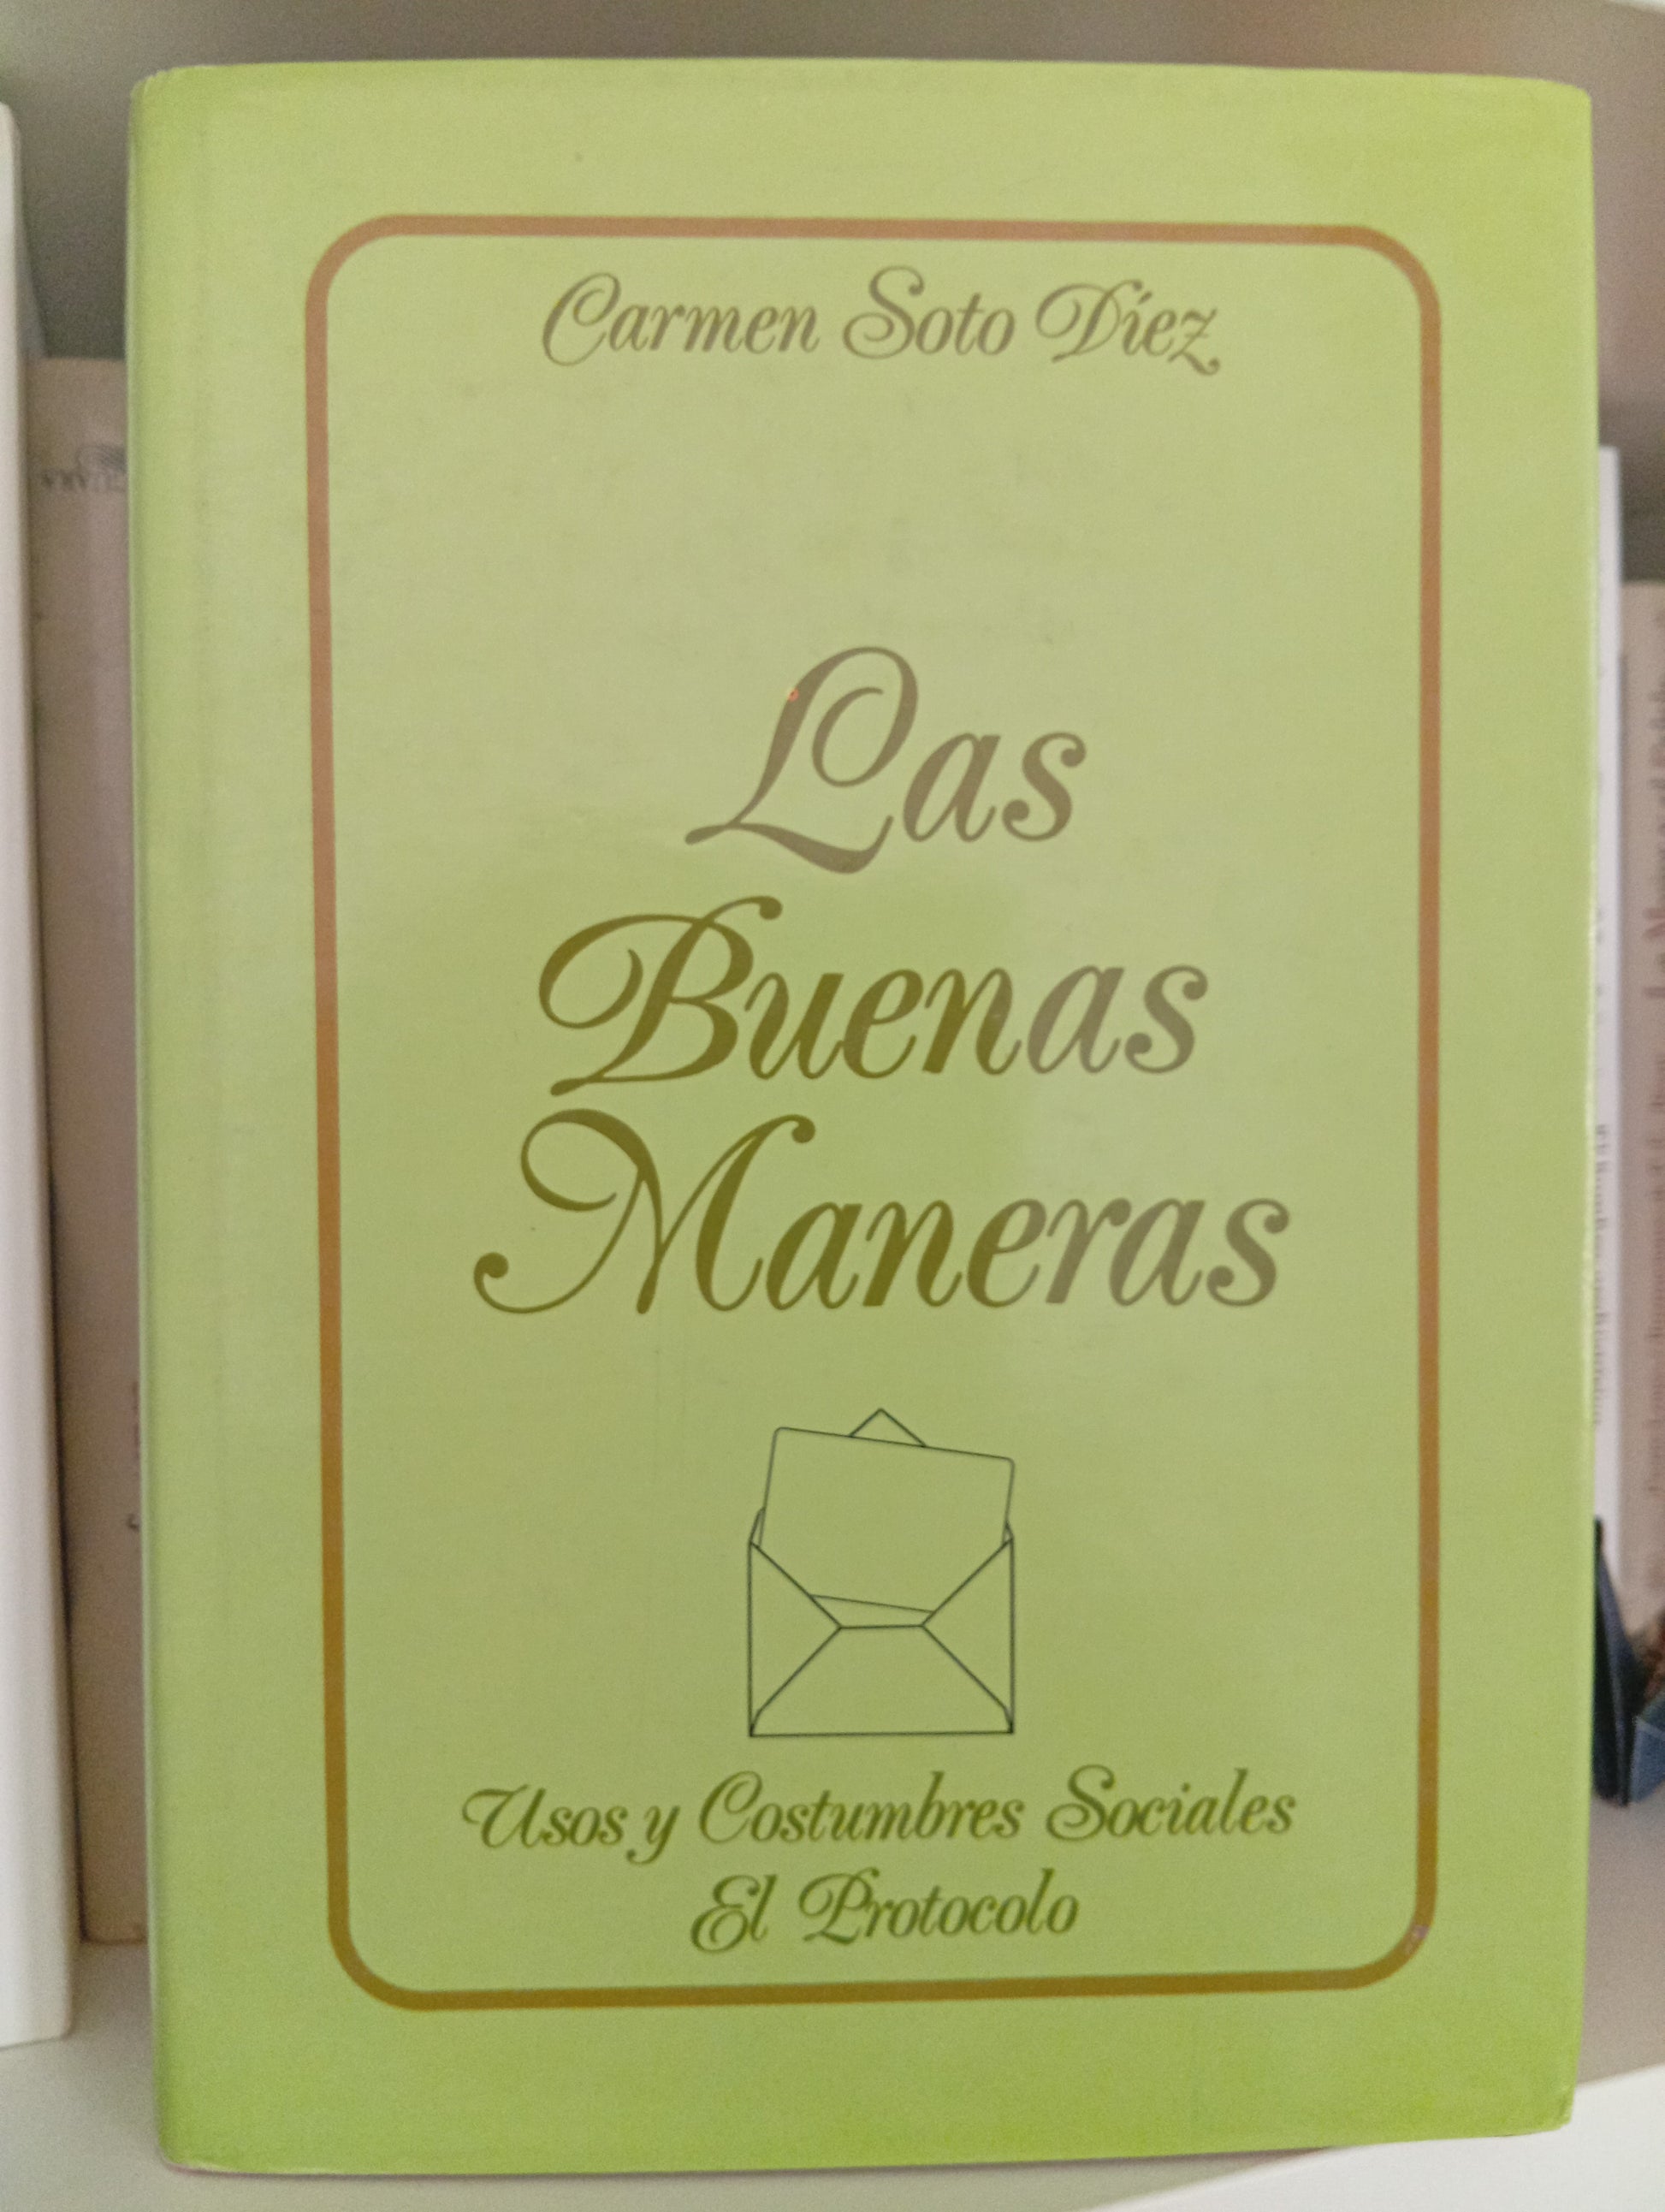 Carmen Soto Díez
Las
Buenas
Maneras
Usos y Costumbres Sociales
El Protocolo